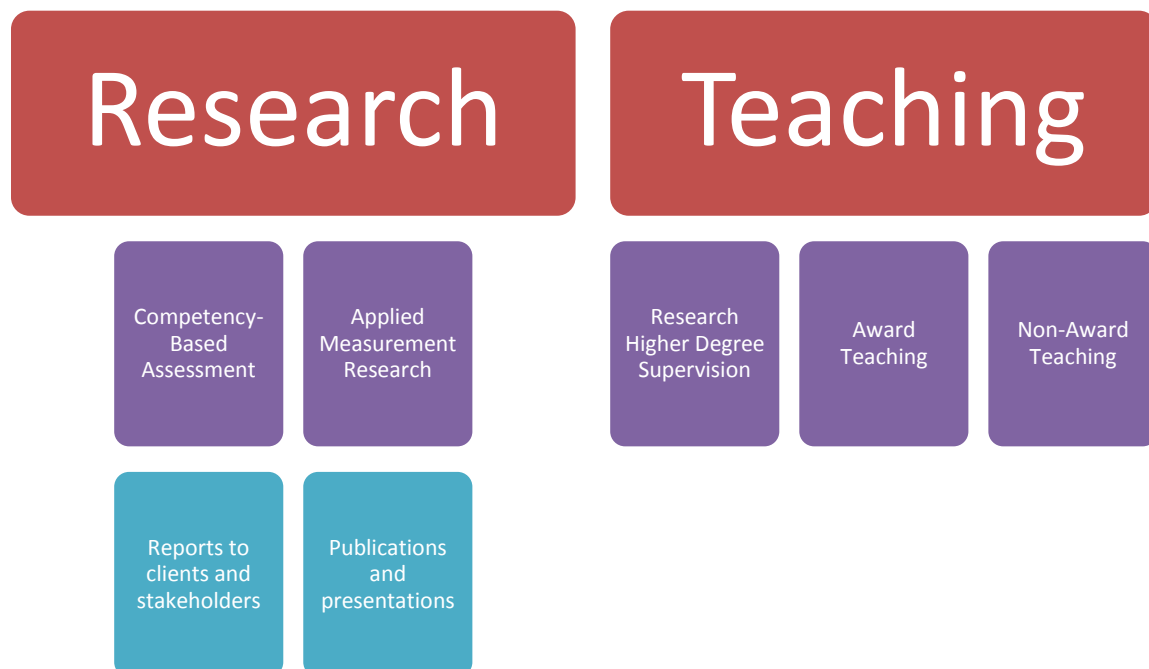 Research
Teaching
Competency-
Based
Assessment
Applied
Measurement
Research
Research
Higher Degree
Supervision
Award
Teaching
Non-Award
Teaching
Reports to
clients and
stakeholders
Publications
and
presentations